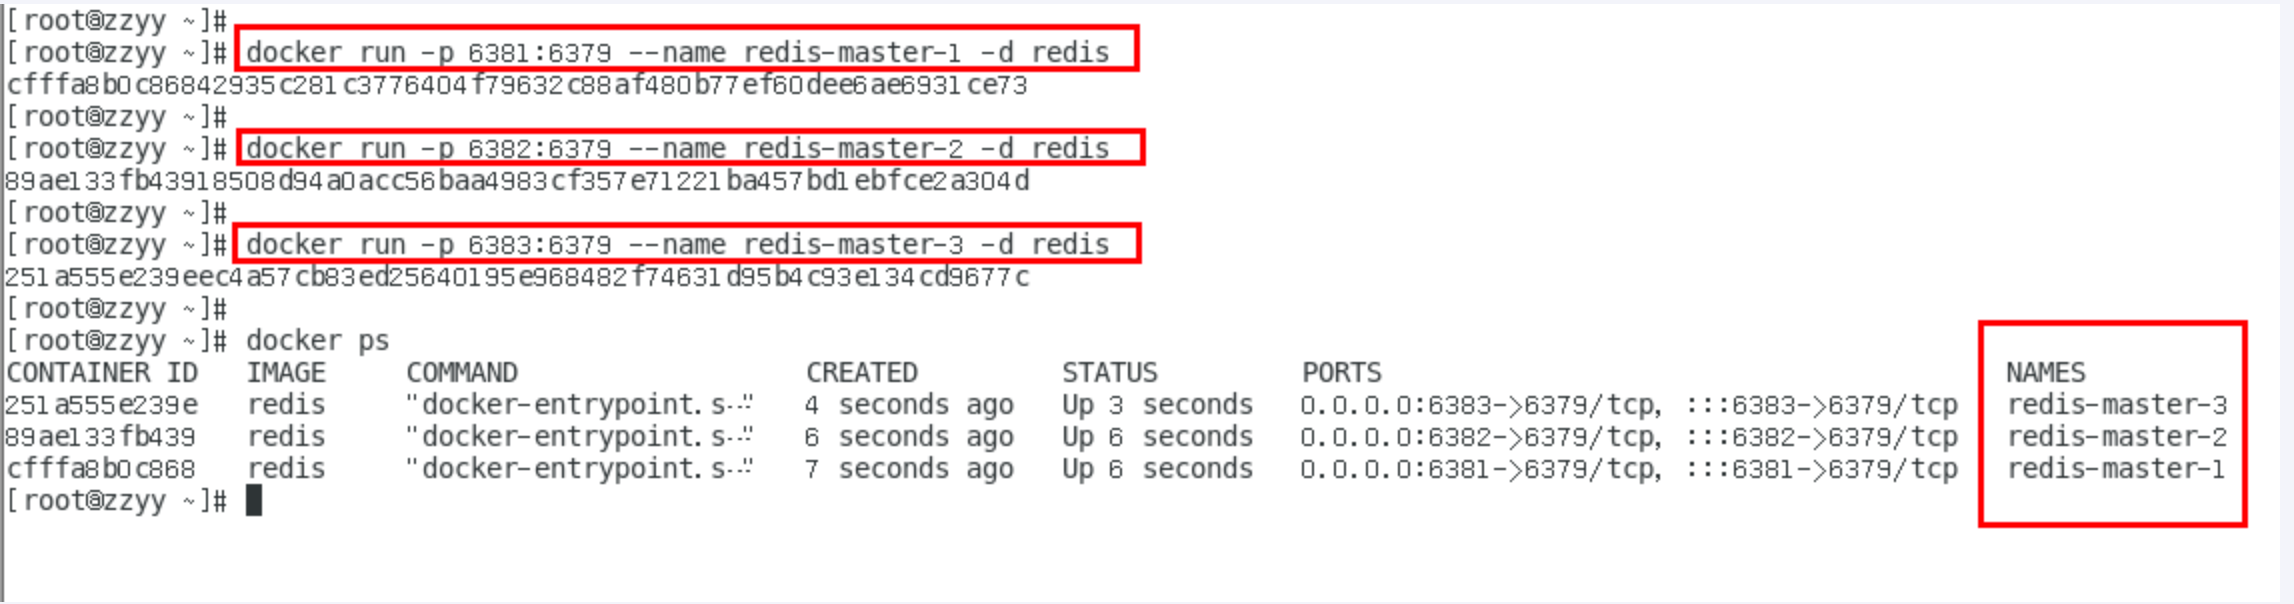 [root@zzyy ~]#
[root@zzyy ~]# docker run -p 6381:6379 --name redis-master-1 -d redis
cfffa8b0c86842935c281c3776404f79632c88af480b77ef60dee6ae6931ce73
[root@zzyy ~]#
[root@zzyy ~]# docker run -p 6382:6379 --name redis-master-2 -d redis
89ae133fb43918508d94a0acc56baa4983cf357e71221ba457bd1ebfce2a304d
[root@zzyy ~]#
[root@zzyy ~]# docker run -p 6383:6379 --name redis-master-3 -d redis
251a555e239eec4a57cb83ed25640195e968482f74631d95b4c93e134cd9677c
[root@zzyy ~]#
[root@zzyy ~]# docker ps
CONTAINER ID IMAGE COMMAND CREATED STATUS PORTS NAMES
251a555e239e redis "docker-entrypoint.s…" 4 seconds ago Up 3 seconds 0.0.0.0:6383->6379/tcp, :::6383->6379/tcp redis-master-3
89ae133fb439 redis "docker-entrypoint.s…" 6 seconds ago Up 6 seconds 0.0.0.0:6382->6379/tcp, :::6382->6379/tcp redis-master-2
cfffa8b0c868 redis "docker-entrypoint.s…" 7 seconds ago Up 6 seconds 0.0.0.0:6381->6379/tcp, :::6381->6379/tcp redis-master-1
[root@zzyy ~]#